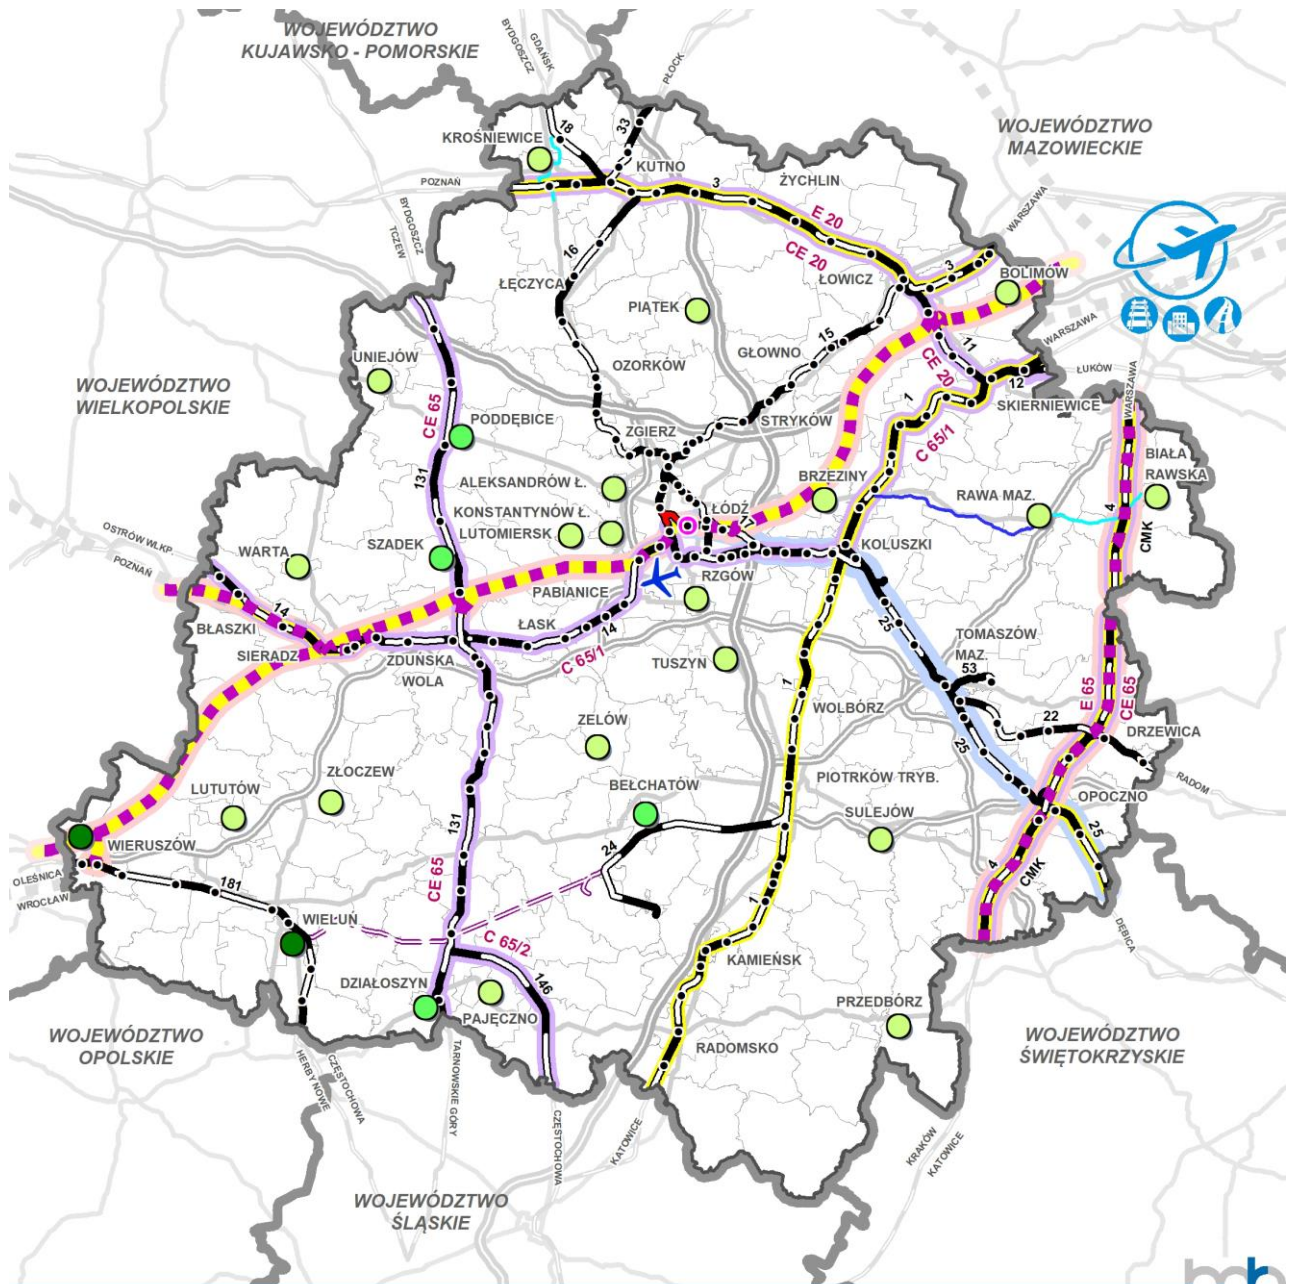 WOJEWÓDZTWO
KUJAWSKO - POMORSKIE
BYDGOSZCZ
GDAŃSK
PŁOCK
WOJEWÓDZTWO
MAZOWIECKIE
KROŚNIEWICE
18
33
KUTNO
POZNAŃ
3
ŻYCHLIN
E 20
CE 20
BYDGOSZCZ
TCZEW
16
ŁĘCZYCA
ŁOWICZ
3
WARSZAWA
BOLIMÓW
PIĄTEK
15
GŁOWNO
11
CE 20
WARSZAWA
ŁUKÓW
12
SKIERNIEWICE
WARSZAWA
UNIEJÓW
OZORKÓW
WOJEWÓDZTWO
WIELKOPOLSKIE
CE 65
PODDĘBICE
ZGIERZ
STRYKÓW
1
C 65/1
131
ALEKSANDRÓW Ł.
BRZEZINY
RAWA MAZ.
BIAŁA
RAWSKA
4
CMK
KONSTANTYNÓW Ł.
LUTOMIERSK
ŁÓDŹ
17
KOLUSZKI
OSTRÓW WLKP.
POZNAŃ
WARTA
SZADEK
PABIANICE
RZGÓW
14
BŁASZKI
SIERADZ
ŁASK
14
C 65/1
ZDUŃSKA
WOLA
TUSZYN
25
TOMASZÓW
MAZ.
53
E 65
CE 65
1
WOLBÓRZ
22
25
DRZEWICA
RADOM
ZELÓW
ZŁOCZEW
LUTUTÓW
BEŁCHATÓW
PIOTRKÓW TRYB.
SULEJÓW
OPOCZNO
25
131
CE 65
24
4
CMK
WIERUSZÓW
OLEŚNICA
WROCŁAW
181
WIELUŃ
1
C 65/2
DĘBICA
KAMIEŃSK
DZIAŁOSZYN
PAJĘCZNO
146
PRZEDBÓRZ
RADOMSKO
WOJEWÓDZTWO
OPOLSKIE
WOJEWÓDZTWO
ŚWIĘTOKRZYSKIE
HERBY NOWE
CZĘSTOCHOWA
TARNOWSKIE GÓRY
CZĘSTOCHOWA
KATOWICE
KRAKÓW
KATOWICE
WOJEWÓDZTWO
ŚLĄSKIE